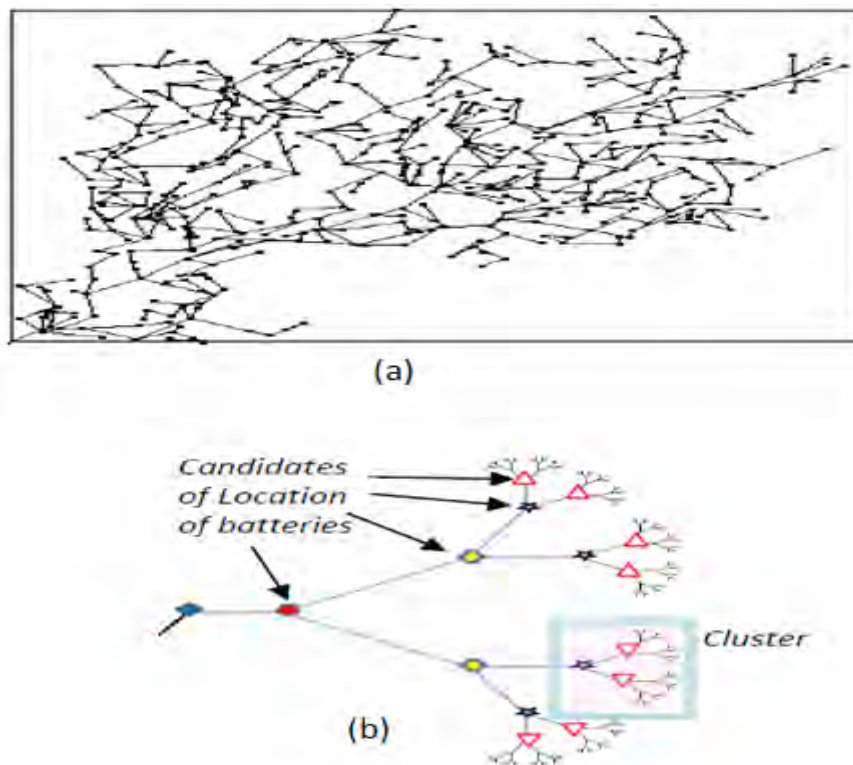 (a)
Candidates
of Location
of batteries
Cluster
(b)